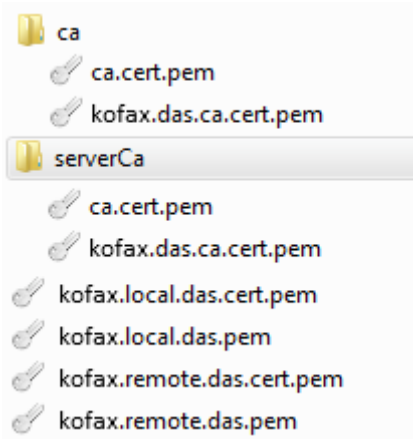 ca
ca.cert.pem
kofax.das.ca.cert.pem
serverCa
ca.cert.pem
kofax.das.ca.cert.pem
kofax.local.das.cert.pem
kofax.local.das.pem
kofax.remote.das.cert.pem
kofax.remote.das.pem